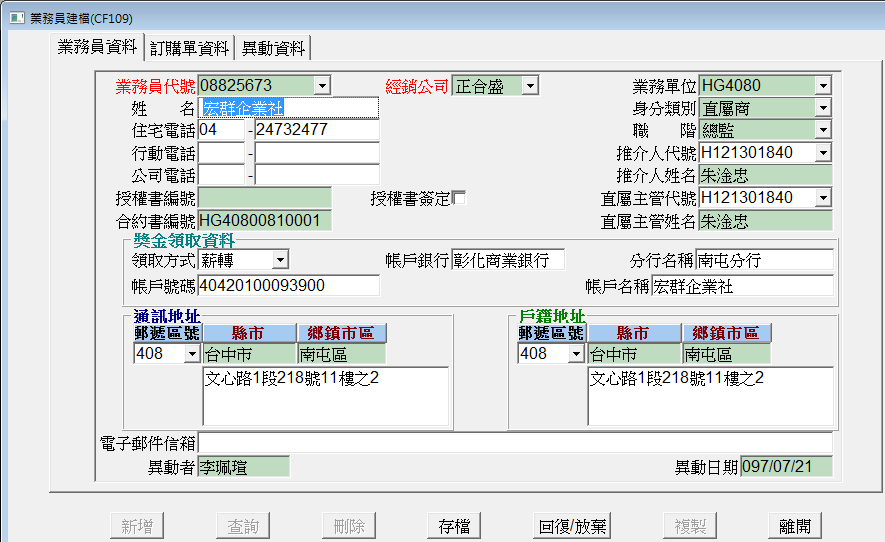 業務員建檔(CF109)
業務員資料 訂購單資料 異動資料
業務員代號 08825673 經銷公司 正合盛 業務單位 HG4080
姓 名 宏群企業社 身分類別 直屬商
住宅電話 04 - 24732477 職 階 總監
行動電話 - 推介人代號 H121301840
公司電話 - 推介人姓名 朱淦忠
授權書編號 授權書簽定 直屬主管代號 H121301840
合約書編號 HG40800810001 直屬主管姓名 朱淦忠
獎金領取資料
領取方式 薪轉 帳戶銀行 彰化商業銀行 分行名稱 南屯分行
帳戶號碼 40420100093900 帳戶名稱 宏群企業社
通訊地址 戶籍地址
郵遞區號 縣市 鄉鎮市區 郵遞區號 縣市 鄉鎮市區
408 台中市 南屯區 408 台中市 南屯區
文心路1段218號11樓之2 文心路1段218號11樓之2
電子郵件信箱
異動者 李珮瑄 異動日期 097/07/21
新增 查詢 刪除 存檔 回復/放棄 複製 離開